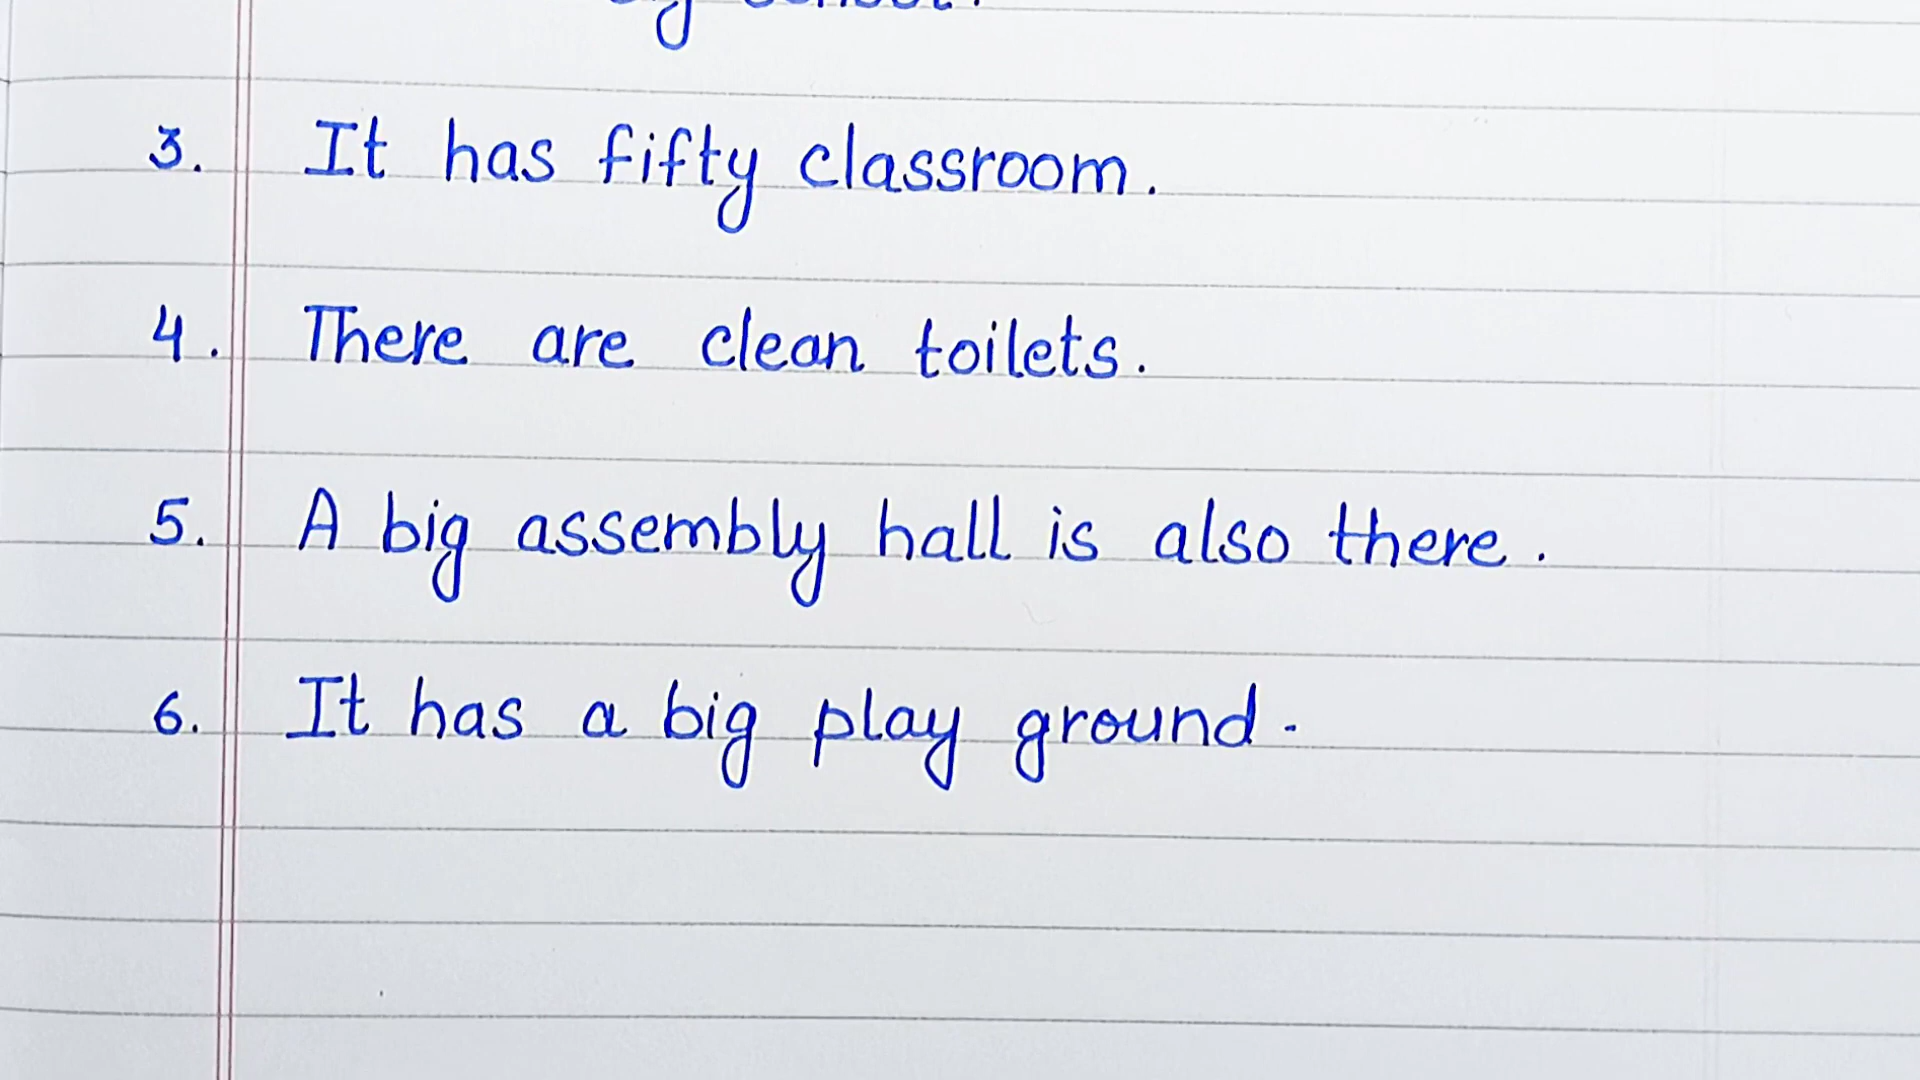 school.
3. It has fifty classroom.
4. There are clean toilets.
5. A big assembly hall is also there.
6. It has a big play ground.